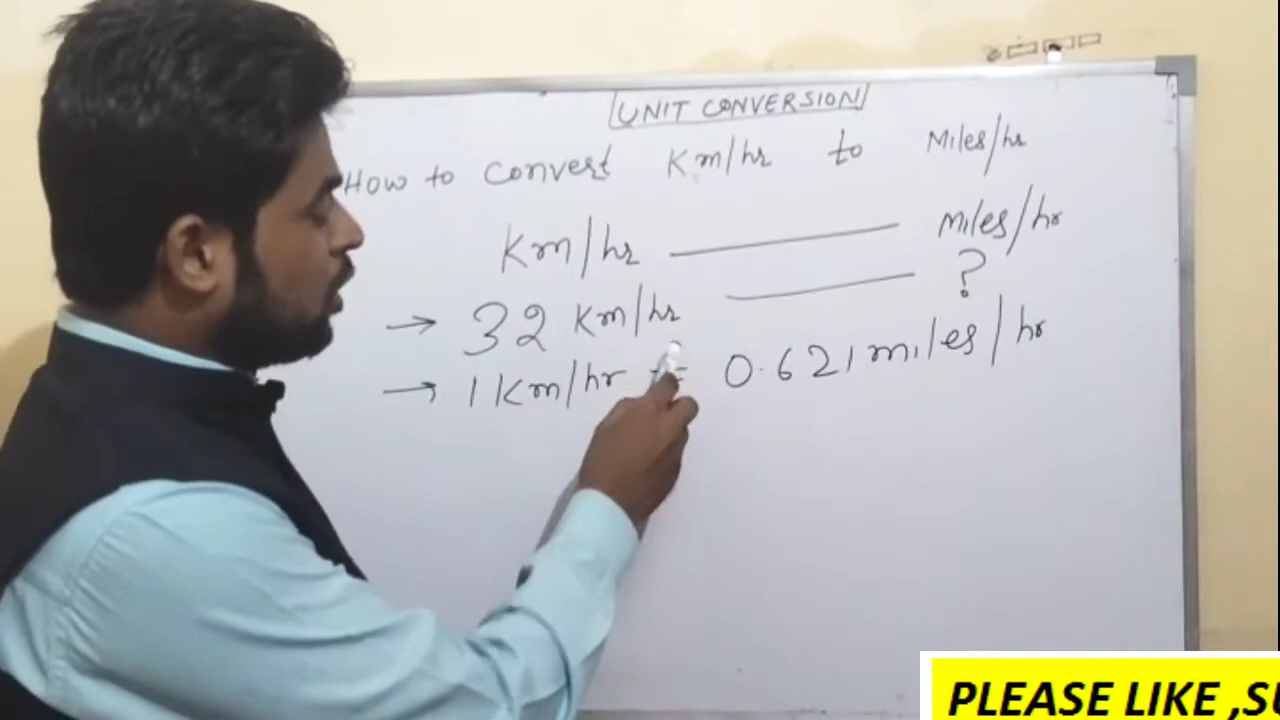 UNIT CONVERSION
HOW to convert Km/hr to Miles/hr
Km/hr miles/hr
→ 32 Km/hr ?
→ 1 Km/hr = 0.621 miles/hr
PLEASE LIKE ,SU